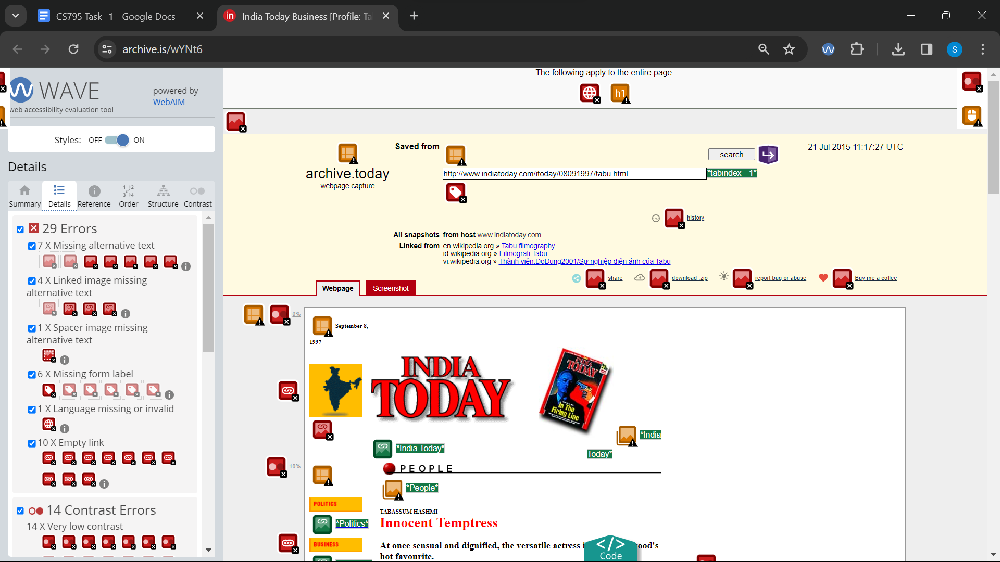 CS795 Task -1 - Google Docs
India Today Business [Profile: Ta
archive.is/wYNt6
S
WAVE
web accessibility evaluation tool
powered by
WebAIM
Styles: OFF ON
Details
Summary Details Reference Order Structure Contrast
29 Errors
7 X Missing alternative text
4 X Linked image missing
alternative text
1 X Spacer image missing
alternative text
6 X Missing form label
1 X Language missing or invalid
10 X Empty link
14 Contrast Errors
14 X Very low contrast
The following apply to the entire page:
h1
archive.today
webpage capture
Saved from
search
21 Jul 2015 11:17:27 UTC
http://www.indiatoday.com/itoday/08091997/tabu.html
*tabindex=-1*
history
All snapshots from host www.indiatoday.com
Linked from en.wikipedia.org » Tabu filmography
id.wikipedia.org » Filmografi Tabu
vi.wikipedia.org » Thành viên:DoDung2001/Sự nghiệp điện ảnh của Tabu
share download .zip report bug or abuse Buy me a coffee
Webpage Screenshot
0%
September 8,
1997
INDIA
TODAY
INDIA
TODAY
In The
Firing Line
*India
Today*
*India Today*
10%
PEOPLE
*People*
POLITICS
*Politics*
BUSINESS
TABASSUM HASHMI
Innocent Temptress
At once sensual and dignified, the versatile actress i ood's
hot favourite.
</> Code